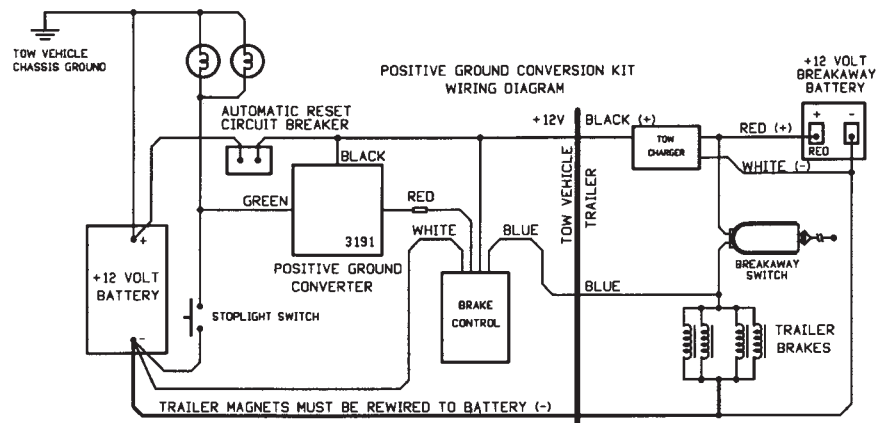 TOW VEHICLE
CHASSIS GROUND
POSITIVE GROUND CONVERSION KIT
WIRING DIAGRAM
+12 VOLT
BREAKAWAY
BATTERY
AUTOMATIC RESET
CIRCUIT BREAKER
+12V
BLACK (+)
RED (+)
+
-
RED
TOW
CHARGER
BLACK
WHITE (-)
TOW VEHICLE
TRAILER
GREEN
RED
3191
WHITE
BLUE
POSITIVE GROUND
CONVERTER
+
+12 VOLT
BATTERY
-
BREAKAWAY
SWITCH
BLUE
STOPLIGHT SWITCH
BRAKE
CONTROL
TRAILER
BRAKES
TRAILER MAGNETS MUST BE REWIRED TO BATTERY (-)